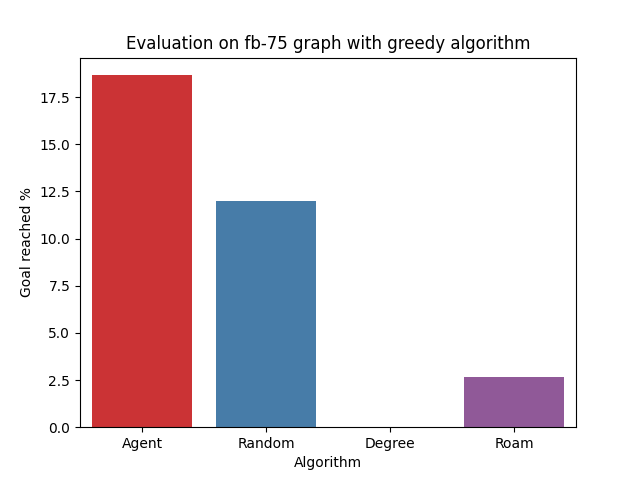 Evaluation on fb-75 graph with greedy algorithm
17.5
15.0
12.5
10.0
7.5
5.0
2.5
0.0
Goal reached %
Agent Random Degree Roam
Algorithm